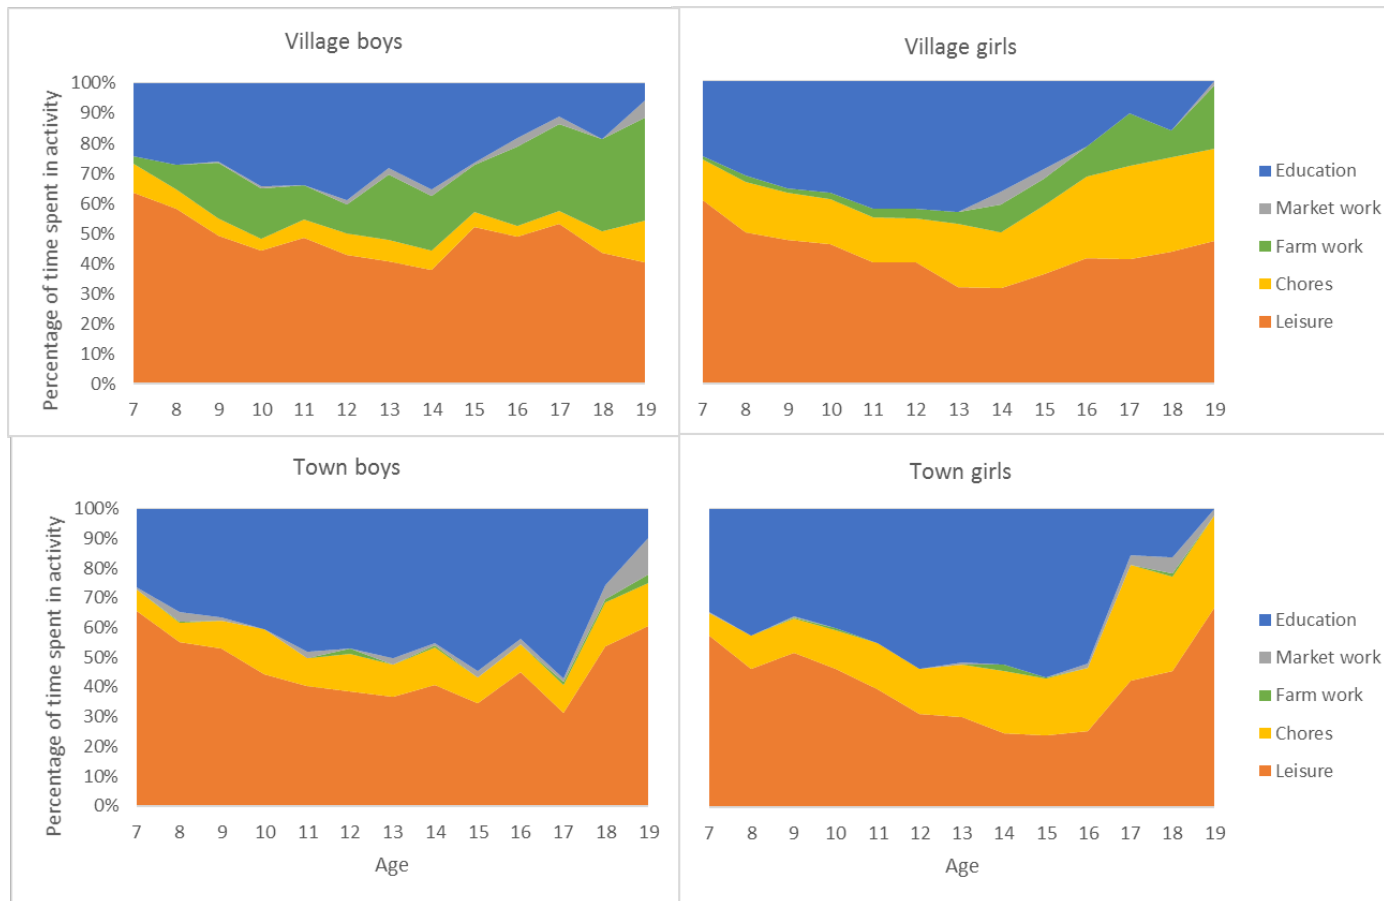 Village boys
Percentage of time spent in activity
100%
90%
80%
70%
60%
50%
40%
30%
20%
10%
0%
7 8 9 10 11 12 13 14 15 16 17 18 19
Village girls
7 8 9 10 11 12 13 14 15 16 17 18 19
Education
Market work
Farm work
Chores
Leisure
Town boys
Percentage of time spent in activity
100%
90%
80%
70%
60%
50%
40%
30%
20%
10%
0%
7 8 9 10 11 12 13 14 15 16 17 18 19
Age
Town girls
7 8 9 10 11 12 13 14 15 16 17 18 19
Age
Education
Market work
Farm work
Chores
Leisure